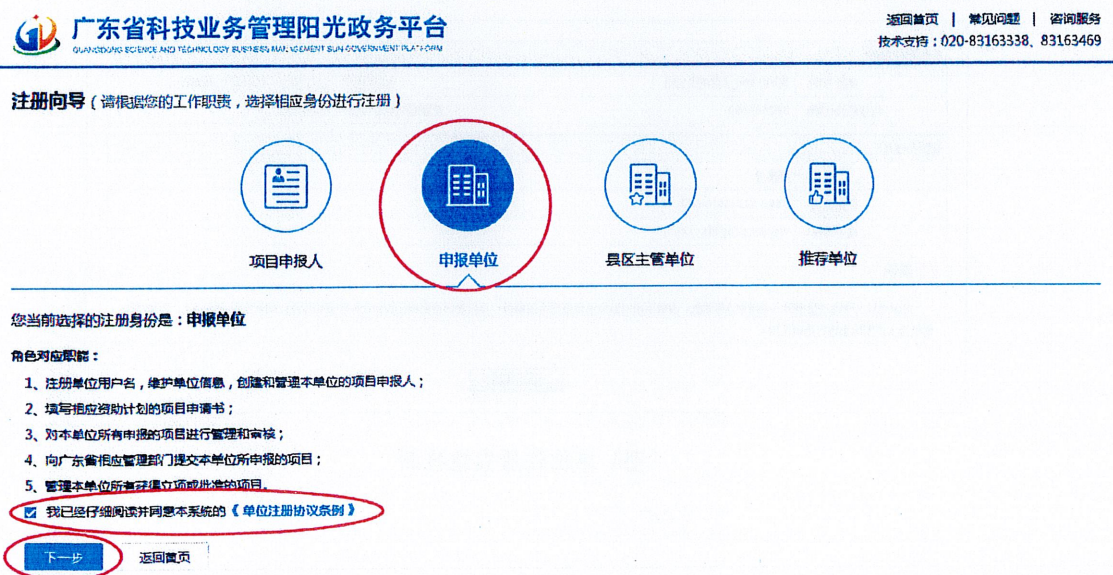 广东省科技业务管理阳光政务平台
GUANGDONG SCIENCE AND TECHNOLOGY BUSINESS MANAGEMENT SUN GOVERNMENT PLATFORM
返回首页 | 常见问题 | 咨询服务
技术支持：020-83163338、83163469
注册向导（请根据您的工作职责，选择相应身份进行注册）
项目申报人 申报单位 县区主管单位 推荐单位
您当前选择的注册身份是：申报单位
角色对应职能：
1、注册单位用户名，维护单位信息，创建和管理本单位的项目申报人；
2、填写相应资助计划的项目申请书；
3、对本单位所有申报的项目进行管理和审核；
4、向广东省相应管理部门提交本单位所申报的项目；
5、管理本单位所有获得立项或批准的项目。
我已经仔细阅读并同意本系统的《单位注册协议条例》
下一步 返回首页